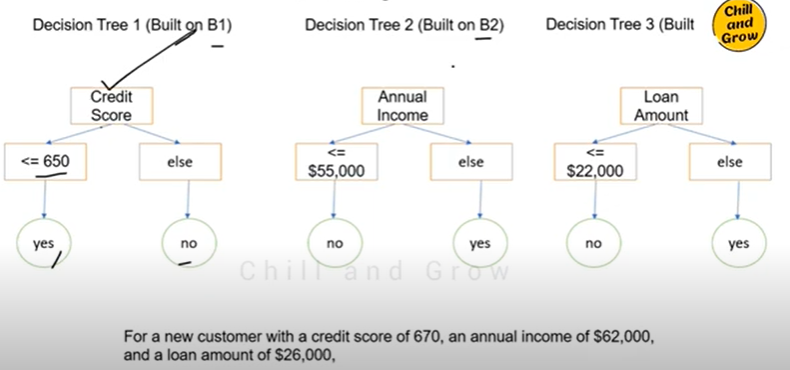 Decision Tree 1 (Built on B1)
Decision Tree 2 (Built on B2)
Decision Tree 3 (Built
Chill
and
Grow
Credit
Score
<= 650
else
yes
no
Annual
Income
<=
$55,000
else
no
yes
Loan
Amount
<=
$22,000
else
no
yes
Chill and Grow
For a new customer with a credit score of 670, an annual income of $62,000,
and a loan amount of $26,000,